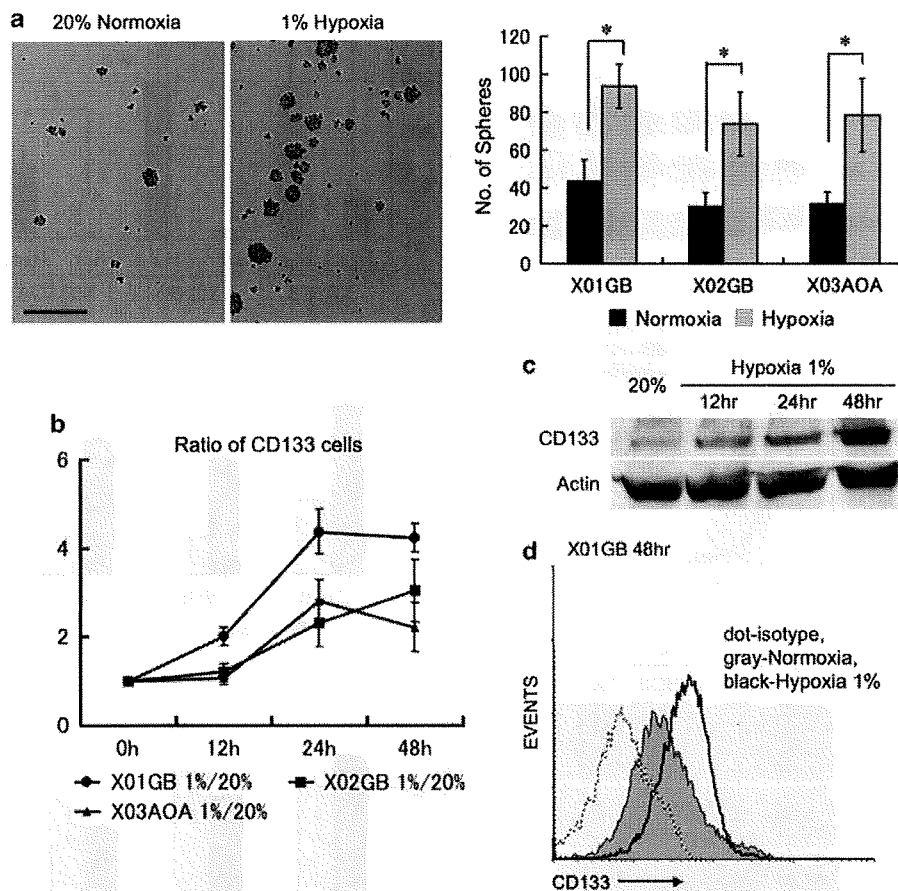 a
20% Normoxia
1% Hypoxia
No. of Spheres
120
100
80
60
40
20
0
*
*
*
X01GB
X02GB
X03AOA
Normoxia
Hypoxia
b
Ratio of CD133 cells
6
4
2
0
0h
12h
24h
48h
X01GB 1%/20%
X02GB 1%/20%
X03AOA 1%/20%
c
20%
Hypoxia 1%
12hr
24hr
48hr
CD133
Actin
d
X01GB 48hr
dot-isotype,
gray-Normoxia,
black-Hypoxia 1%
EVENTS
CD133